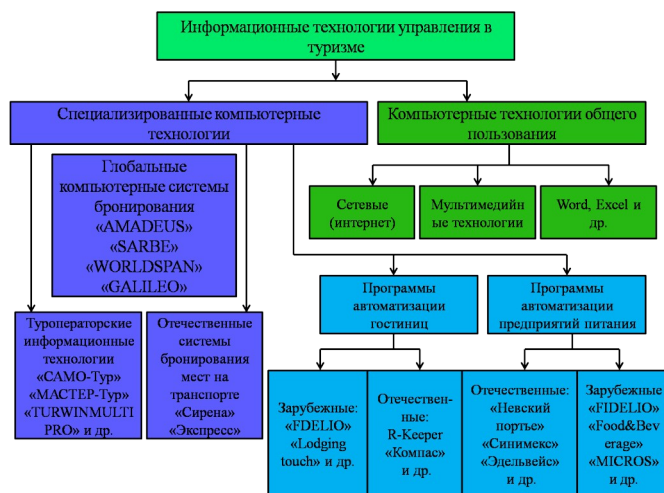 Информационные технологии управления в
туризме
Специализированные компьютерные
технологии
Компьютерные технологии общего
пользования
Глобальные
компьютерные системы
бронирования
«AMADEUS»
«SARBE»
«WORLDSPAN»
«GALILEO»
Сетевые
(интернет)
Мультимедий
ные технологии
Word, Excel и
др.
Программы
автоматизации
гостиниц
Программы
автоматизации
предприятий питания
Туроператорские
информационные
технологии
«САМО-Тур»
«МАСТЕР-Тур»
«TURWINMULTI
PRO» и др.
Отечественные
системы
бронирования
мест на
транспорте
«Сирена»
«Экспресс»
Зарубежные:
«FDELIO»
«Lodging
touch» и др.
Отечествен-
ные:
R-Keeper
«Компас»
и др.
Отечественные:
«Невский
портье»
«Синимекс»
«Эдельвейс» и
др.
Зарубежные
«FIDELIO»
«Food&Bev
erage»
«MICROS»
и др.